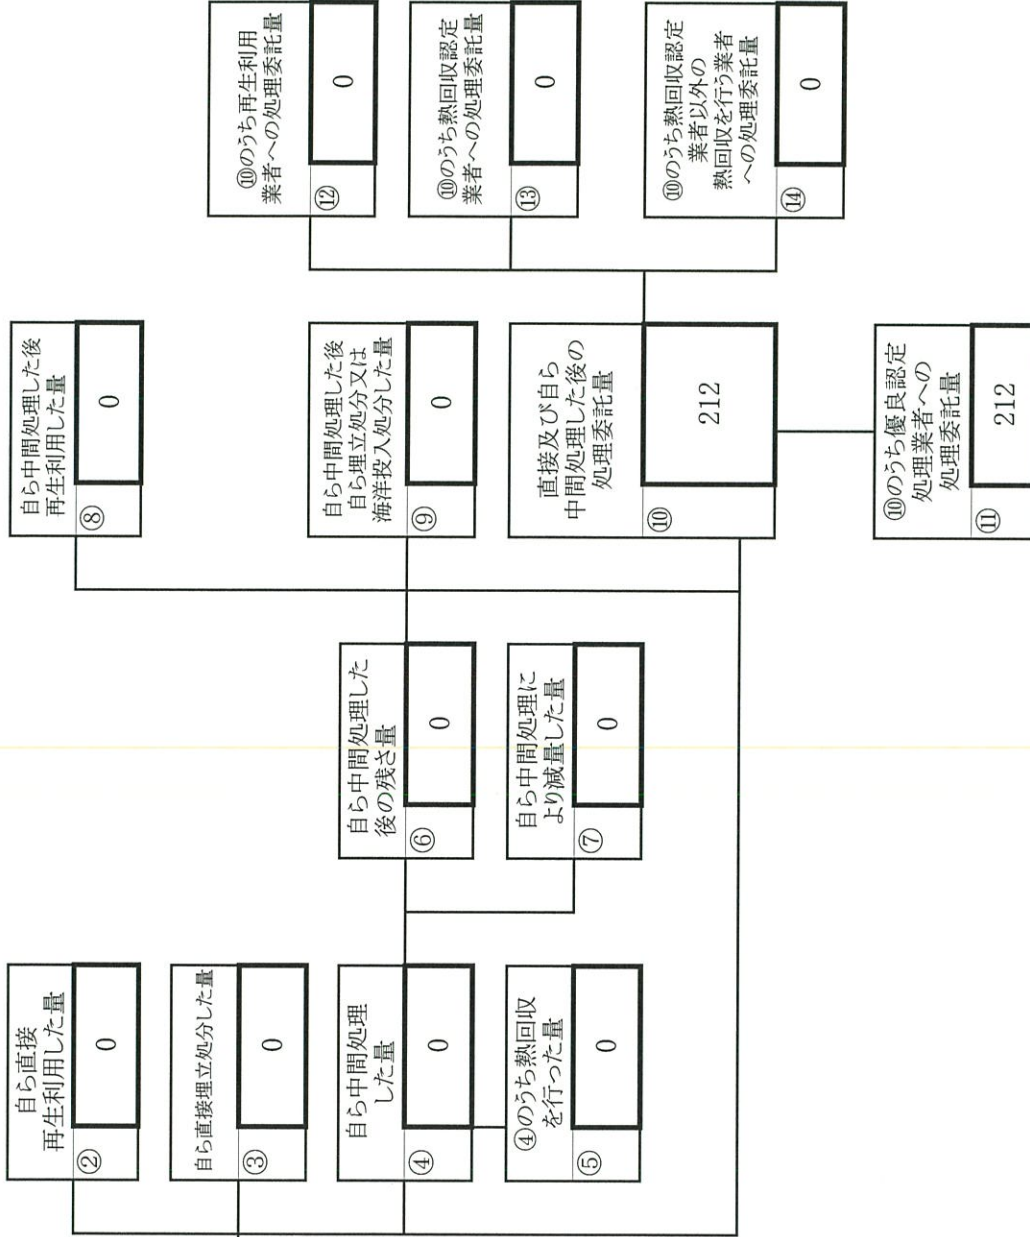 自ら直接
再生利用した量
②
0
自ら直接埋立処分した量
③
0
自ら中間処理
した量
④
0
④のうち熱回収
を行った量
⑤
0
自ら中間処理した
後の残さ量
⑥
0
自ら中間処理に
より減量した量
⑦
0
自ら中間処理した後
再生利用した量
⑧
0
自ら中間処理した後
自ら埋立処分又は
海洋投入処分した量
⑨
0
直接及び自ら
中間処理した後の
処理委託量
⑩
212
⑩のうち優良認定
処理業者への
処理委託量
⑪
212
⑩のうち再生利用
業者への処理委託量
⑫
0
⑩のうち熱回収認定
業者への処理委託量
⑬
0
⑩のうち熱回収認定
業者以外の
熱回収を行う業者
への処理委託量
⑭
0